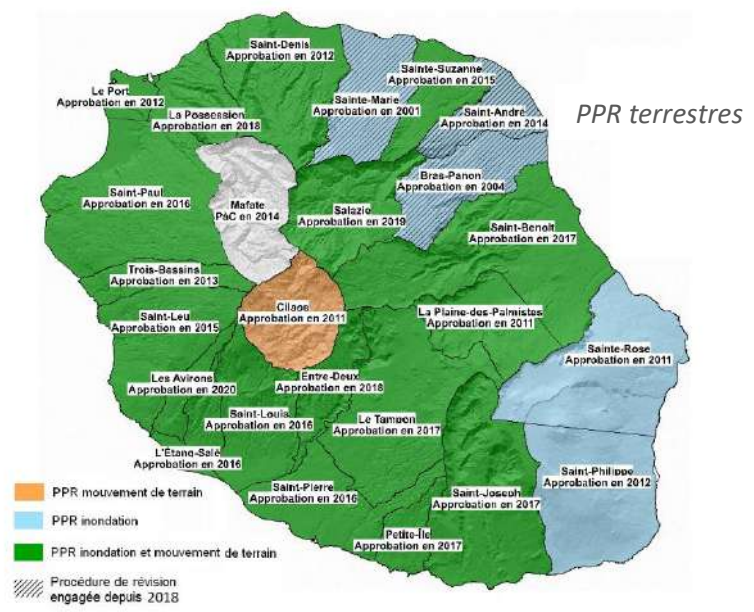 Saint-Denis
Approbation en 2012
Sainte-Suzanne
Approbation en 2015
Le Port
Approbation en 2012
Sainte-Marie
Approbation en 2001
Saint-André
Approbation en 2014
PPR terrestres
La Possession
Approbation en 2018
Bras-Panon
Approbation en 2004
Saint-Paul
Approbation en 2016
Mafate
PàC en 2014
Salazie
Approbation en 2019
Saint-Benoît
Approbation en 2017
Trois-Bassins
Approbation en 2013
Cilaos
Approbation en 2011
La Plaine-des-Palmistes
Approbation en 2011
Saint-Leu
Approbation en 2015
Sainte-Rose
Approbation en 2011
Les Avirons
Approbation en 2020
Entre-Deux
Approbation en 2018
Saint-Louis
Approbation en 2016
Le Tampon
Approbation en 2017
L'Étang-Salé
Approbation en 2016
Saint-Philippe
Approbation en 2012
Saint-Pierre
Approbation en 2016
Saint-Joseph
Approbation en 2017
Petite-Île
Approbation en 2017
PPR mouvement de terrain
PPR inondation
PPR inondation et mouvement de terrain
Procédure de révision
engagée depuis 2018